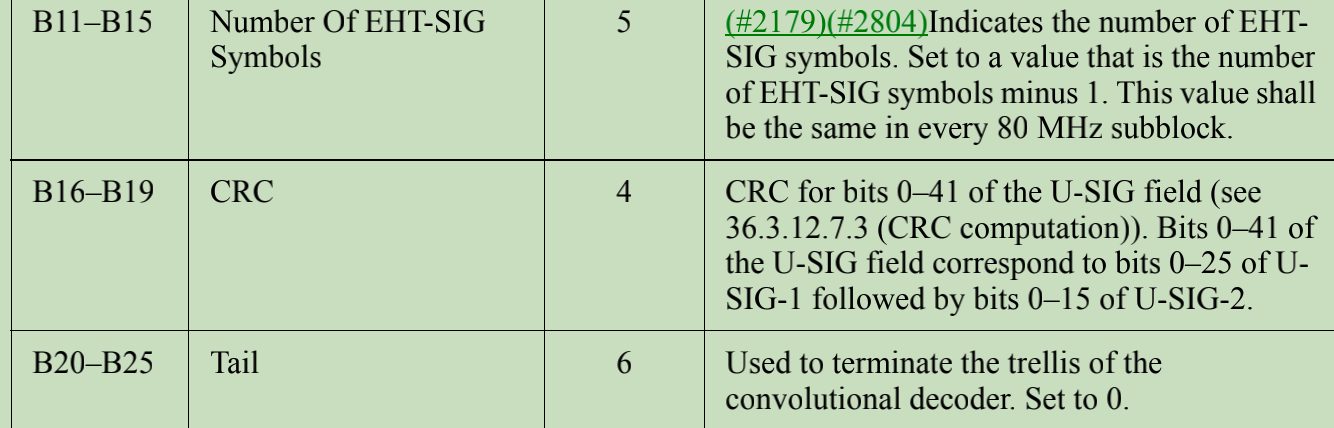 B11–B15 Number Of EHT-SIG 5 (#2179)(#2804)Indicates the number of EHT-
Symbols SIG symbols. Set to a value that is the number
of EHT-SIG symbols minus 1. This value shall
be the same in every 80 MHz subblock.
B16–B19 CRC 4 CRC for bits 0–41 of the U-SIG field (see
36.3.12.7.3 (CRC computation)). Bits 0–41 of
the U-SIG field correspond to bits 0–25 of U-
SIG-1 followed by bits 0–15 of U-SIG-2.
B20–B25 Tail 6 Used to terminate the trellis of the
convolutional decoder. Set to 0.